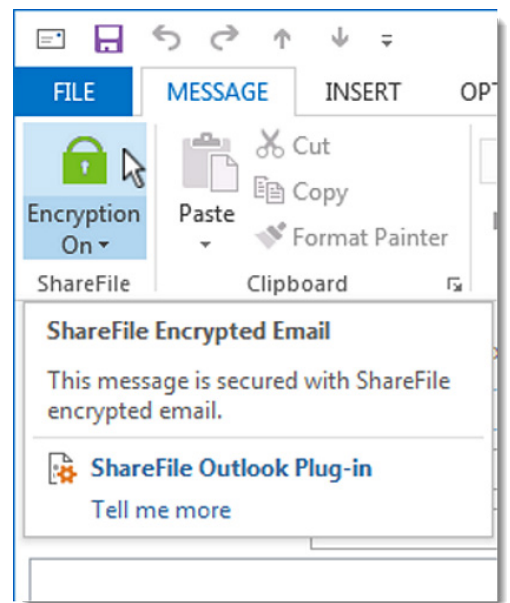 FILE MESSAGE INSERT OPT
Encryption
On
Paste
Cut
Copy
Format Painter
ShareFile Clipboard
ShareFile Encrypted Email
This message is secured with ShareFile
encrypted email.
ShareFile Outlook Plug-in
Tell me more